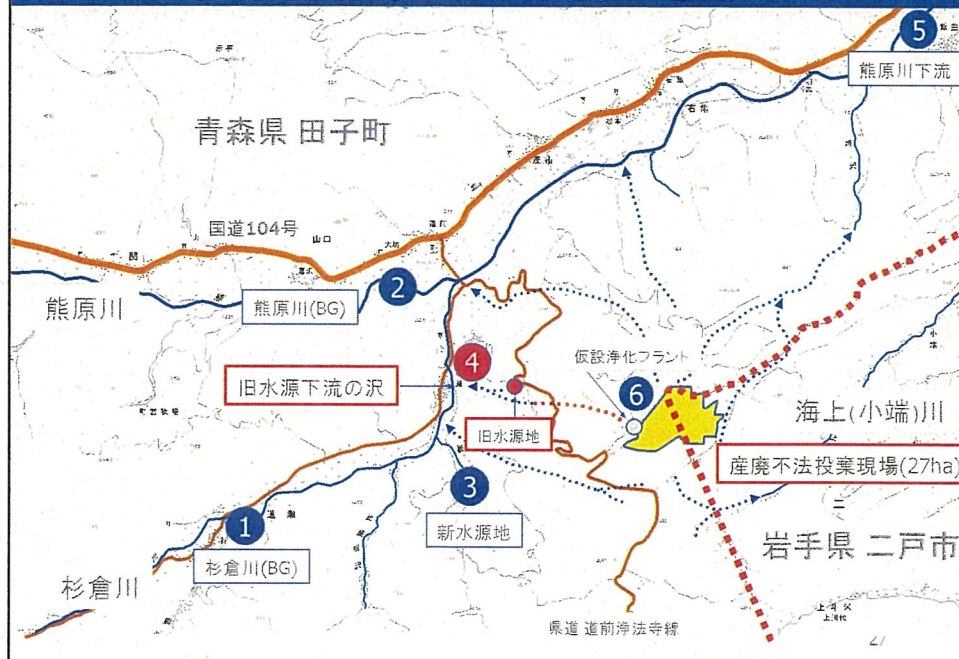 5
熊原川下流
青森県 田子町
国道104号
山口
関
熊原川
2
熊原川(BG)
4
仮設浄化プラント
旧水源下流の沢
6
旧水源地
海上(小端)川
産廃不法投棄現場(27ha)
3
新水源地
1
杉倉川(BG)
杉倉川
二
岩手県 二戸市
県道 道前浄法寺線